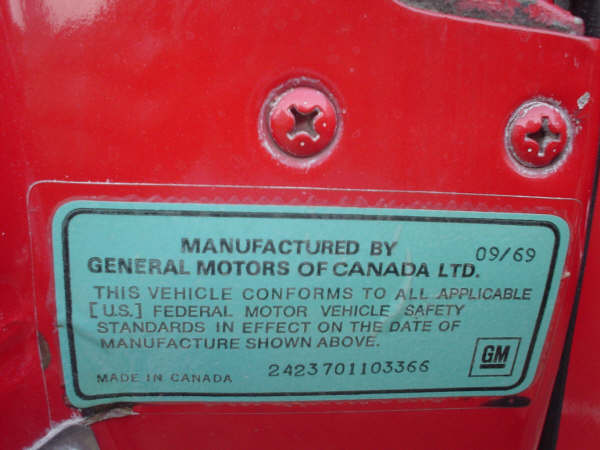 MANUFACTURED BY 09/69
GENERAL MOTORS OF CANADA LTD.
THIS VEHICLE CONFORMS TO ALL APPLICABLE
[U.S.] FEDERAL MOTOR VEHICLE SAFETY
STANDARDS IN EFFECT ON THE DATE OF
MANUFACTURE SHOWN ABOVE.
GM
MADE IN CANADA 2423701103366